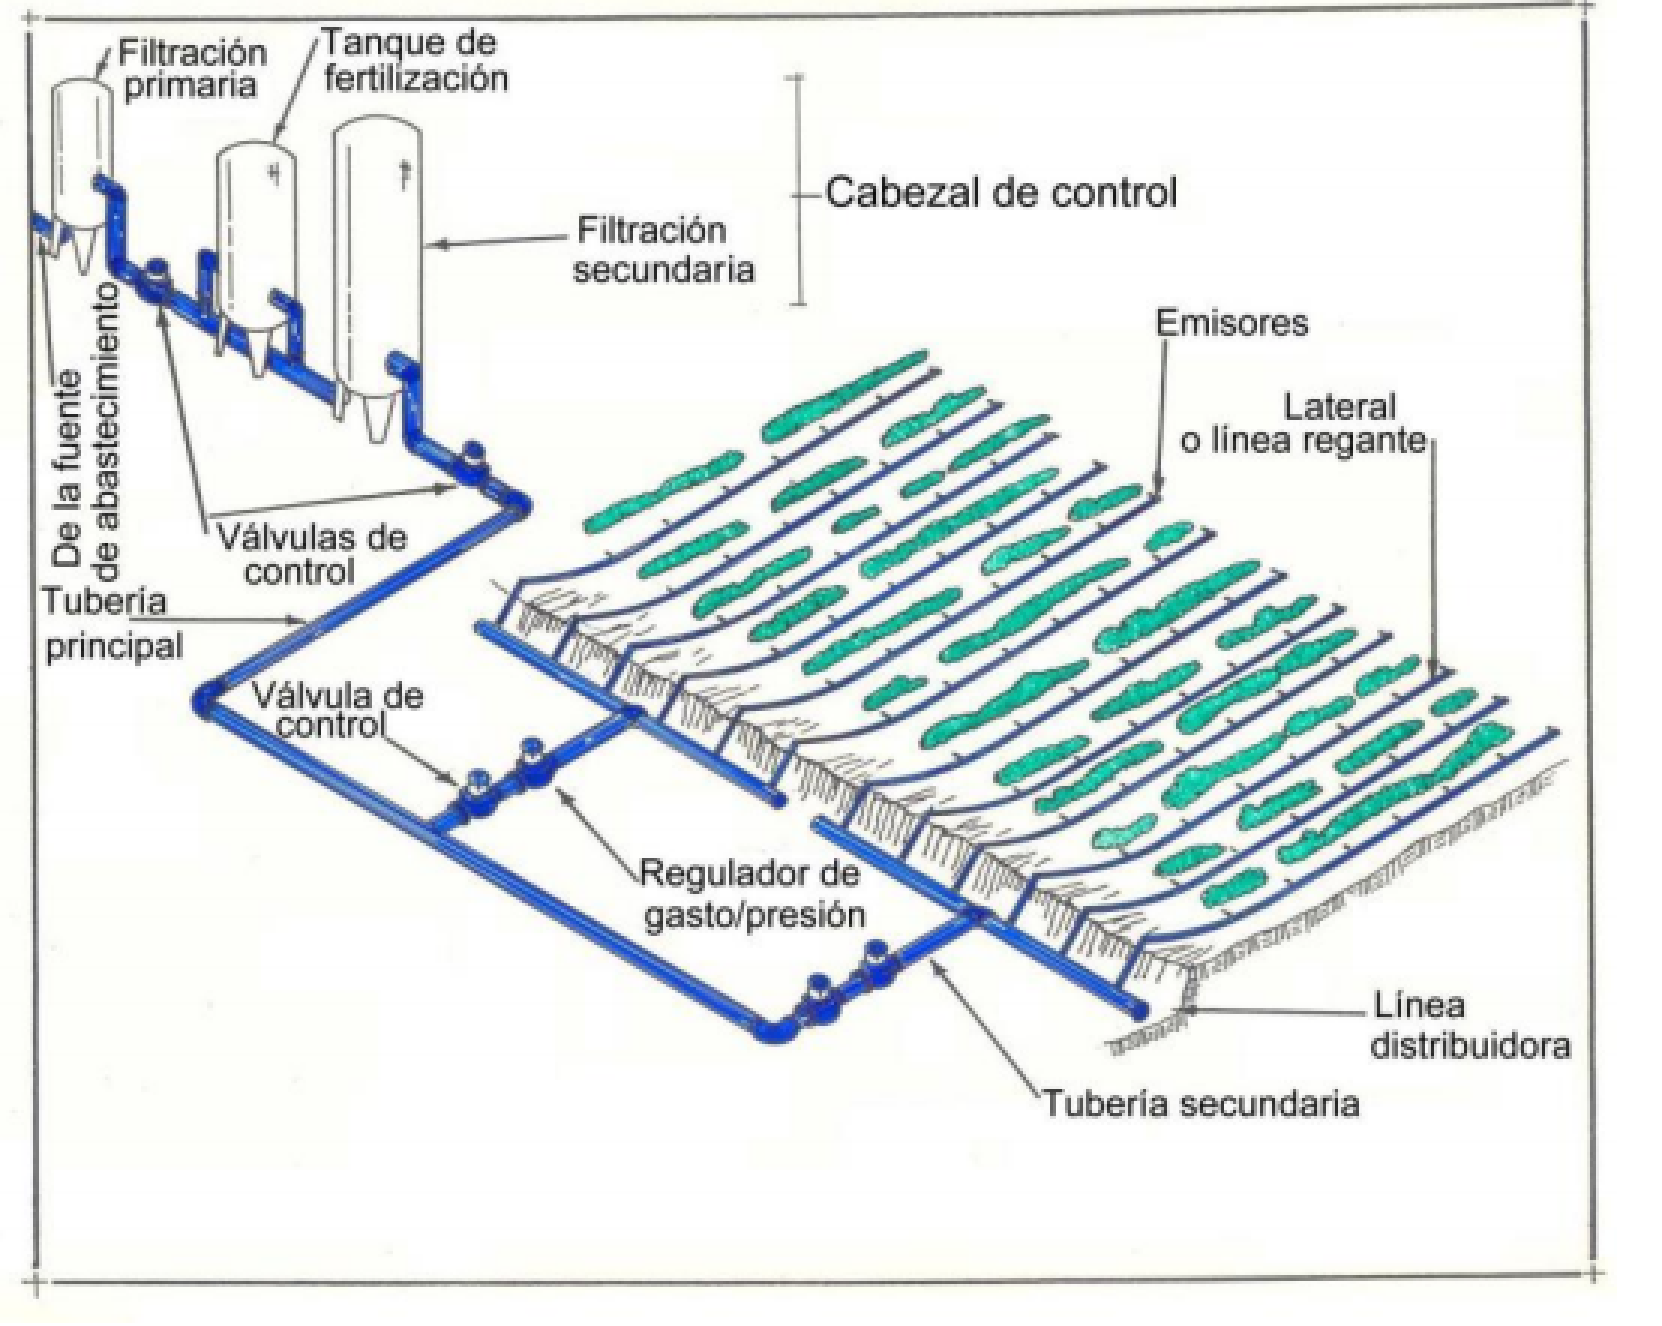 Filtración
primaria
Tanque de
fertilización
Cabezal de control
Filtración
secundaria
De la fuente
de abastecimiento
Emisores
Lateral
o línea regante
Válvulas de
control
Tubería
principal
Válvula de
control
Regulador de
gasto/presión
Línea
distribuidora
Tubería secundaria